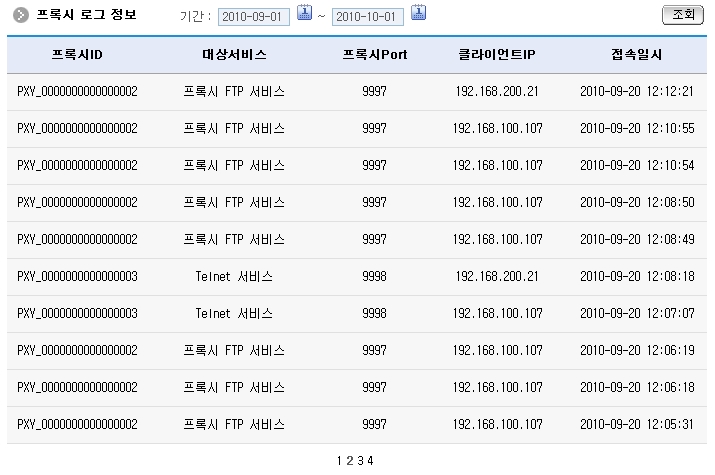 프록시 로그 정보 기간 : 2010-09-01 ~ 2010-10-01 조회
프록시ID 대상서비스 프록시Port 클라이언트IP 접속일시
PXY_0000000000000002 프록시 FTP 서비스 9997 192.168.200.21 2010-09-20 12:12:21
PXY_0000000000000002 프록시 FTP 서비스 9997 192.168.100.107 2010-09-20 12:10:55
PXY_0000000000000002 프록시 FTP 서비스 9997 192.168.100.107 2010-09-20 12:10:54
PXY_0000000000000002 프록시 FTP 서비스 9997 192.168.100.107 2010-09-20 12:08:50
PXY_0000000000000002 프록시 FTP 서비스 9997 192.168.100.107 2010-09-20 12:08:49
PXY_0000000000000003 Telnet 서비스 9998 192.168.200.21 2010-09-20 12:08:18
PXY_0000000000000003 Telnet 서비스 9998 192.168.100.107 2010-09-20 12:07:07
PXY_0000000000000002 프록시 FTP 서비스 9997 192.168.100.107 2010-09-20 12:06:19
PXY_0000000000000002 프록시 FTP 서비스 9997 192.168.100.107 2010-09-20 12:06:18
PXY_0000000000000002 프록시 FTP 서비스 9997 192.168.100.107 2010-09-20 12:05:31
1 2 3 4